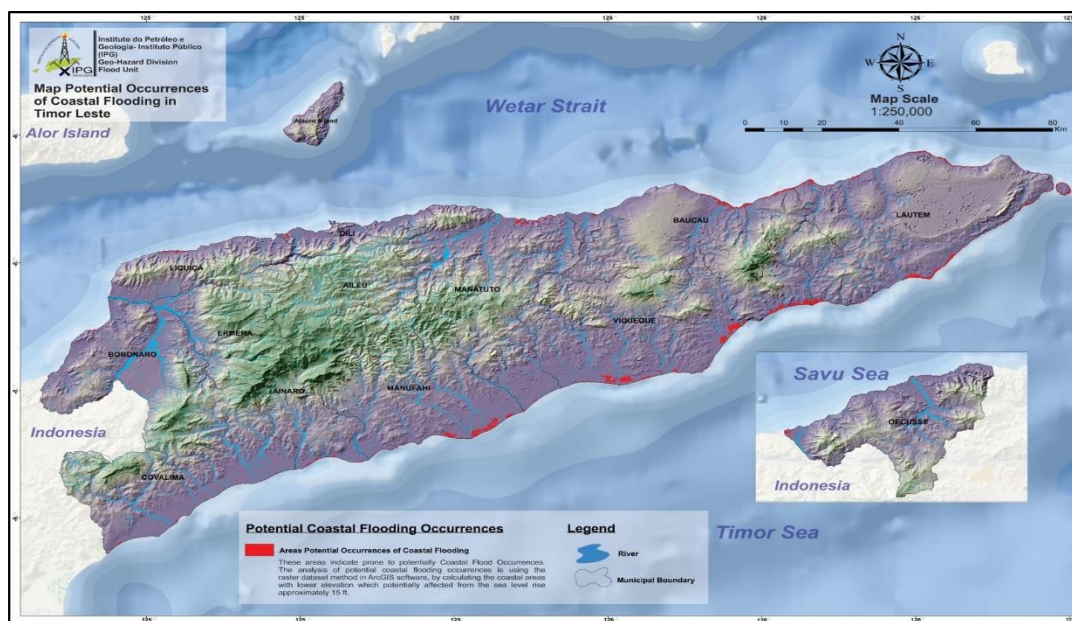 Instituto do Petróleo e
Geologia- Instituto Público
(IPG)
Geo-Hazard Division
Flood Unit
IPG
Map Potential Occurrences
of Coastal Flooding in
Timor Leste
Alor Island
Wetar Strait
N
W E
S
Map Scale
1:250,000
0 10 20 40 60 80
Km
LAUTEM
BAUCAU
DILI
LIQUICA
AILEU
MANATUTO
VIQUEQUE
ERMERA
BOBONARO
AINARO
MANUFAHI
COVALIMA
Indonesia
Savu Sea
OECUSSE
Indonesia
Timor Sea
Potential Coastal Flooding Occurrences
Areas Potential Occurrences of Coastal Flooding
These areas indicate prone to potentially Coastal Flood Occurrences.
The analysis of potential coastal flooding occurrences is using the
raster dataset method in ArcGIS software, by calculating the coastal areas
with lower elevation which potentially affected from the sea level rise
approximately 15 ft.
Legend
River
Municipal Boundary